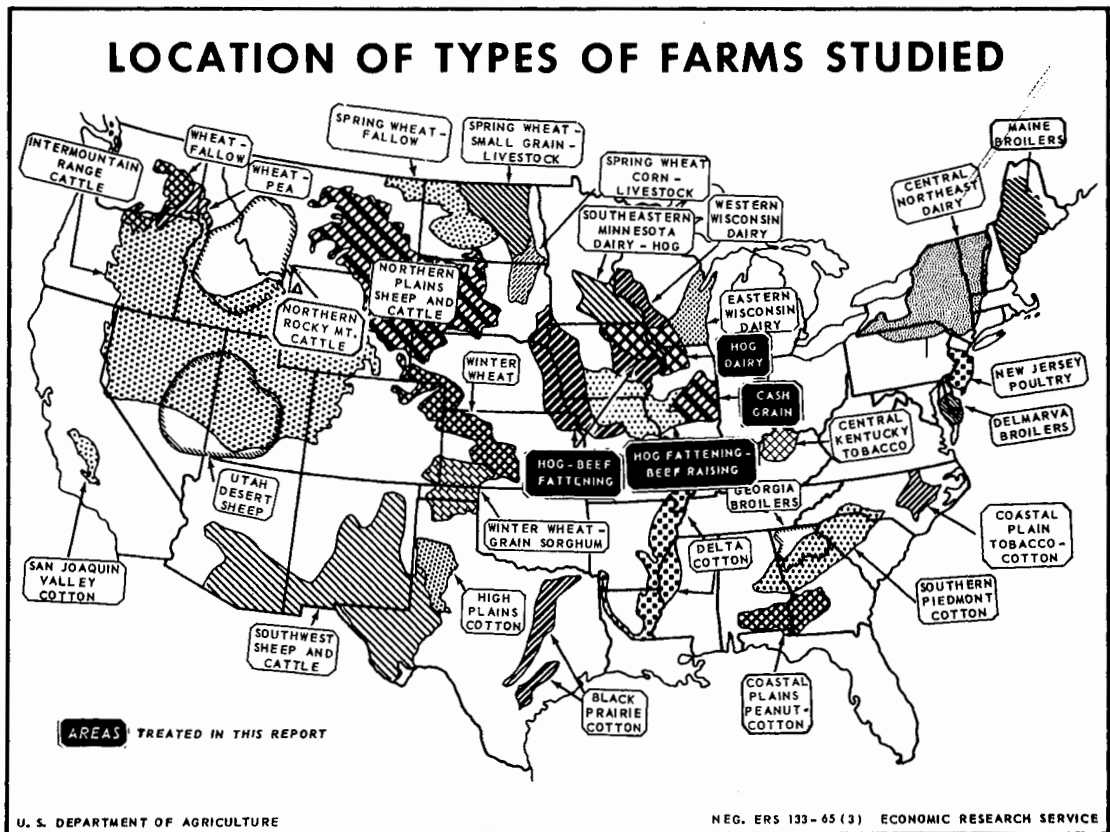 LOCATION OF TYPES OF FARMS STUDIED
INTERMOUNTAIN
RANGE
CATTLE
WHEAT-
FALLOW
WHEAT-
PEA
SPRING WHEAT-
FALLOW
SPRING WHEAT-
SMALL GRAIN-
LIVESTOCK
SPRING WHEAT
CORN-
LIVESTOCK
SOUTHEASTERN
MINNESOTA
DAIRY-HOG
WESTERN
WISCONSIN
DAIRY
CENTRAL
NORTHEAST
DAIRY
MAINE
BROILERS
NORTHERN
PLAINS
SHEEP AND
CATTLE
NORTHERN
ROCKY MT.
CATTLE
EASTERN
WISCONSIN
DAIRY
HOG
DAIRY
WINTER
WHEAT
CASH
GRAIN
NEW JERSEY
POULTRY
DELMARVA
BROILERS
CENTRAL
KENTUCKY
TOBACCO
HOG-BEEF
FATTENING
HOG FATTENING-
BEEF RAISING
UTAH
DESERT
SHEEP
GEORGIA
BROILERS
WINTER WHEAT-
GRAIN SORGHUM
DELTA
COTTON
COASTAL
PLAIN
TOBACCO-
COTTON
SAN JOAQUIN
VALLEY
COTTON
HIGH
PLAINS
COTTON
SOUTHERN
PIEDMONT
COTTON
SOUTHWEST
SHEEP AND
CATTLE
BLACK
PRAIRIE
COTTON
COASTAL
PLAINS
PEANUT-
COTTON
AREAS TREATED IN THIS REPORT
U. S. DEPARTMENT OF AGRICULTURE
NEG. ERS 133-65 (3) ECONOMIC RESEARCH SERVICE